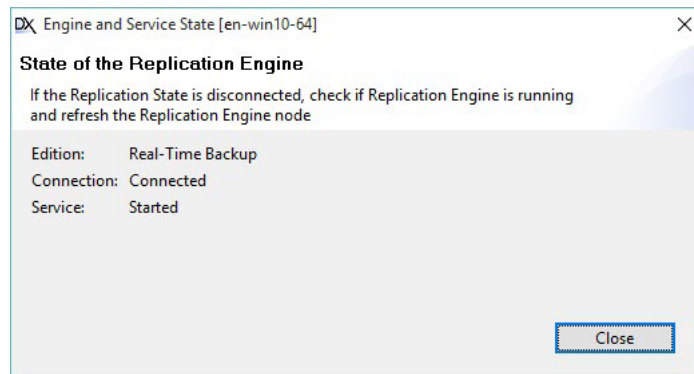 DX Engine and Service State [en-win10-64]
State of the Replication Engine
If the Replication State is disconnected, check if Replication Engine is running
and refresh the Replication Engine node
Edition: Real-Time Backup
Connection: Connected
Service: Started
Close